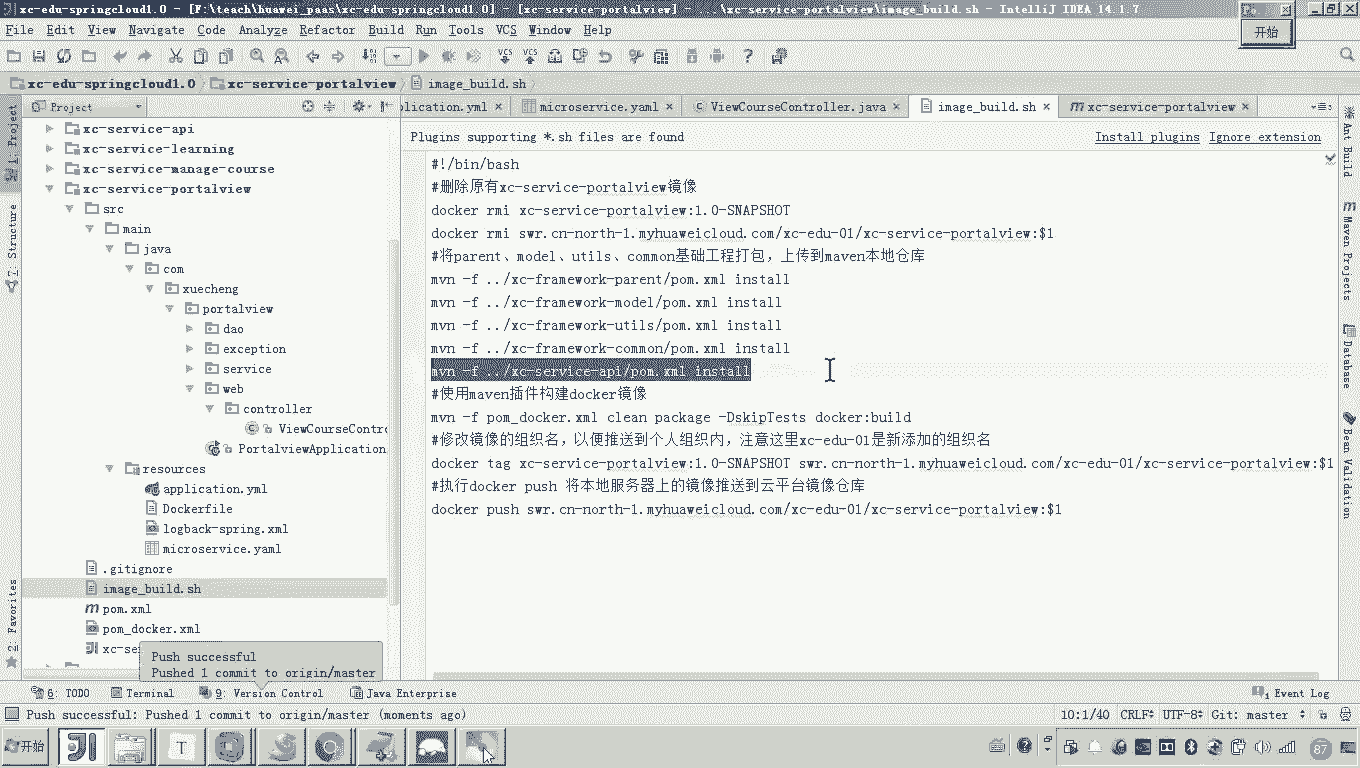 xc-edu-springcloud1.0 - [F:\teach\huawei_paas\xc-edu-springcloud1.0] - [xc-service-portalview] - ...\xc-service-portalview\image_build.sh - IntelliJ IDEA 14.1.7
File Edit View Navigate Code Analyze Refactor Build Run Tools VCS Window Help
开始
xc-edu-springcloud1.0 xc-service-portalview image_build.sh
Project
plication.yml microservice.yaml ViewCourseController.java image_build.sh xc-service-portalview
Plugins supporting *.sh files are found Install plugins Ignore extension
xc-service-api
xc-service-learning
xc-service-manage-course
xc-service-portalview
src
main
java
com
xuecheng
portalview
dao
exception
service
web
controller
ViewCourseContro
PortalviewApplication
resources
application.yml
Dockerfile
logback-spring.xml
microservice.yaml
.gitignore
image_build.sh
pom.xml
pom_docker.xml
xc-se
#!/bin/bash
#删除原有xc-service-portalview镜像
docker rmi xc-service-portalview:1.0-SNAPSHOT
docker rmi swr.cn-north-1.myhuaweicloud.com/xc-edu-01/xc-service-portalview:$1
#将parent、model、utils、common基础工程打包，上传到maven本地仓库
mvn -f ../xc-framework-parent/pom.xml install
mvn -f ../xc-framework-model/pom.xml install
mvn -f ../xc-framework-utils/pom.xml install
mvn -f ../xc-framework-common/pom.xml install
mvn -f ../xc-service-api/pom.xml install
#使用maven插件构建docker镜像
mvn -f pom_docker.xml clean package -DskipTests docker:build
#修改镜像的组织名，以便推送到个人组织内，注意这里xc-edu-01是新添加的组织名
docker tag xc-service-portalview:1.0-SNAPSHOT swr.cn-north-1.myhuaweicloud.com/xc-edu-01/xc-service-portalview:$1
#执行docker push 将本地服务器上的镜像推送到云平台镜像仓库
docker push swr.cn-north-1.myhuaweicloud.com/xc-edu-01/xc-service-portalview:$1
1: Project
7: Structure
2: Favorites
Ant Build
Maven Projects
Database
Bean Validation
Push successful
Pushed 1 commit to origin/master
6: TODO Terminal 9: Version Control Java Enterprise 1 Event Log
Push successful: Pushed 1 commit to origin/master (moments ago) 10:1/40 CRLF UTF-8 Git: master
开始 87